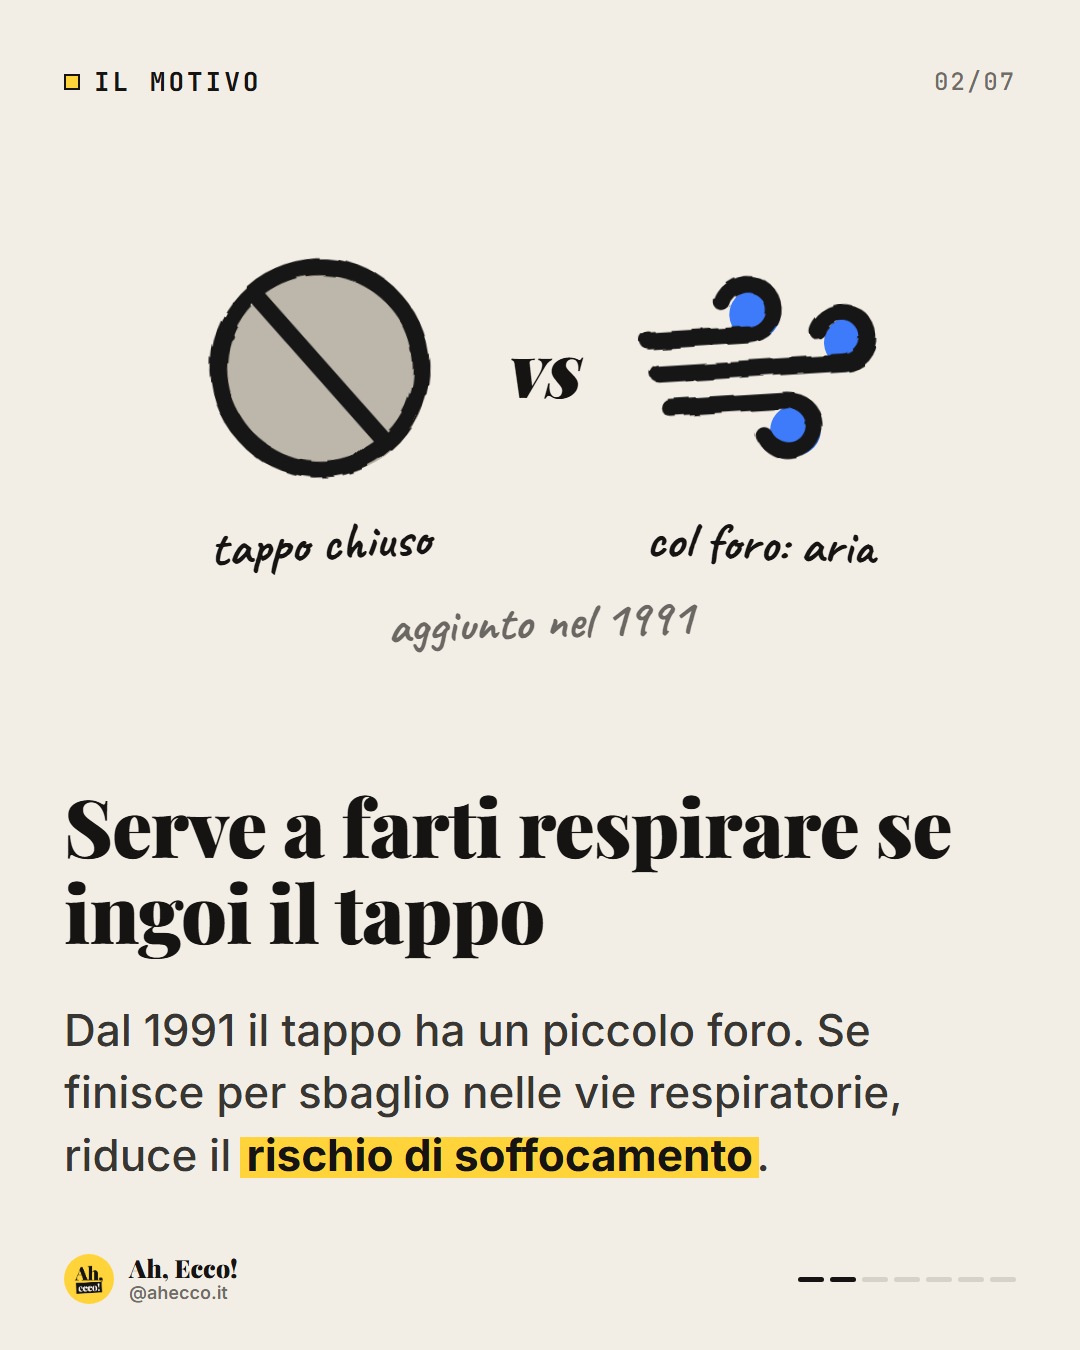 IL MOTIVO
02/07
vs
tappo chiuso
col foro: aria
aggiunto nel 1991
Serve a farti respirare se
ingoi il tappo
Dal 1991 il tappo ha un piccolo foro. Se
finisce per sbaglio nelle vie respiratorie,
riduce il rischio di soffocamento.
Ah,
ecco!
Ah, Ecco!
@ahecco.it